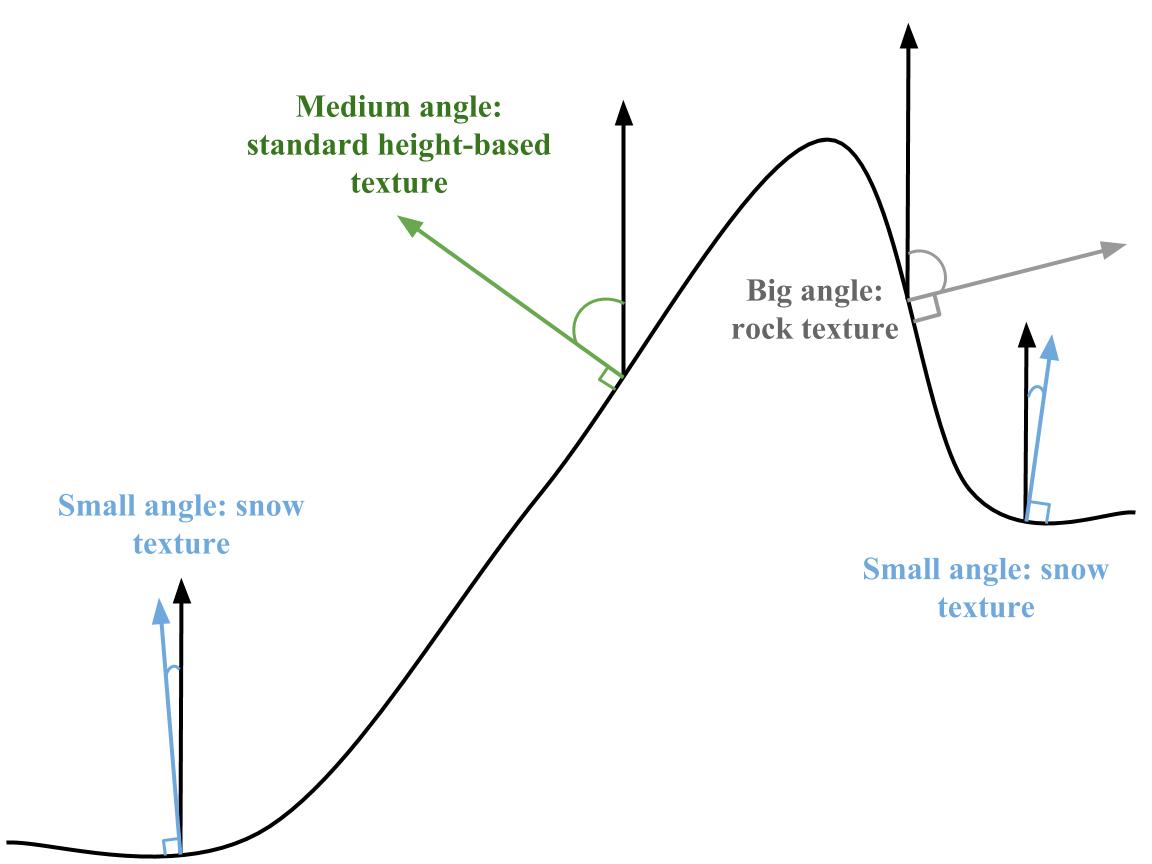 Medium angle:
standard height-based
texture
Big angle:
rock texture
Small angle: snow
texture
Small angle: snow
texture